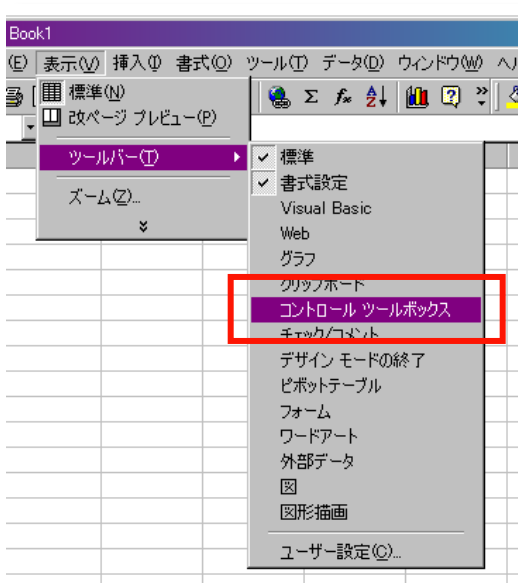 Book1
(E) 表示(V) 挿入(I) 書式(O) ツール(T) データ(D) ウィンドウ(W) ヘル
標準(N)
改ページ プレビュー(P)
ツールバー(T)
ズーム(Z)...
標準
書式設定
Visual Basic
Web
グラフ
クリップボード
コントロール ツールボックス
チェック/コメント
デザイン モードの終了
ピボットテーブル
フォーム
ワードアート
外部データ
図
図形描画
ユーザー設定(C)...